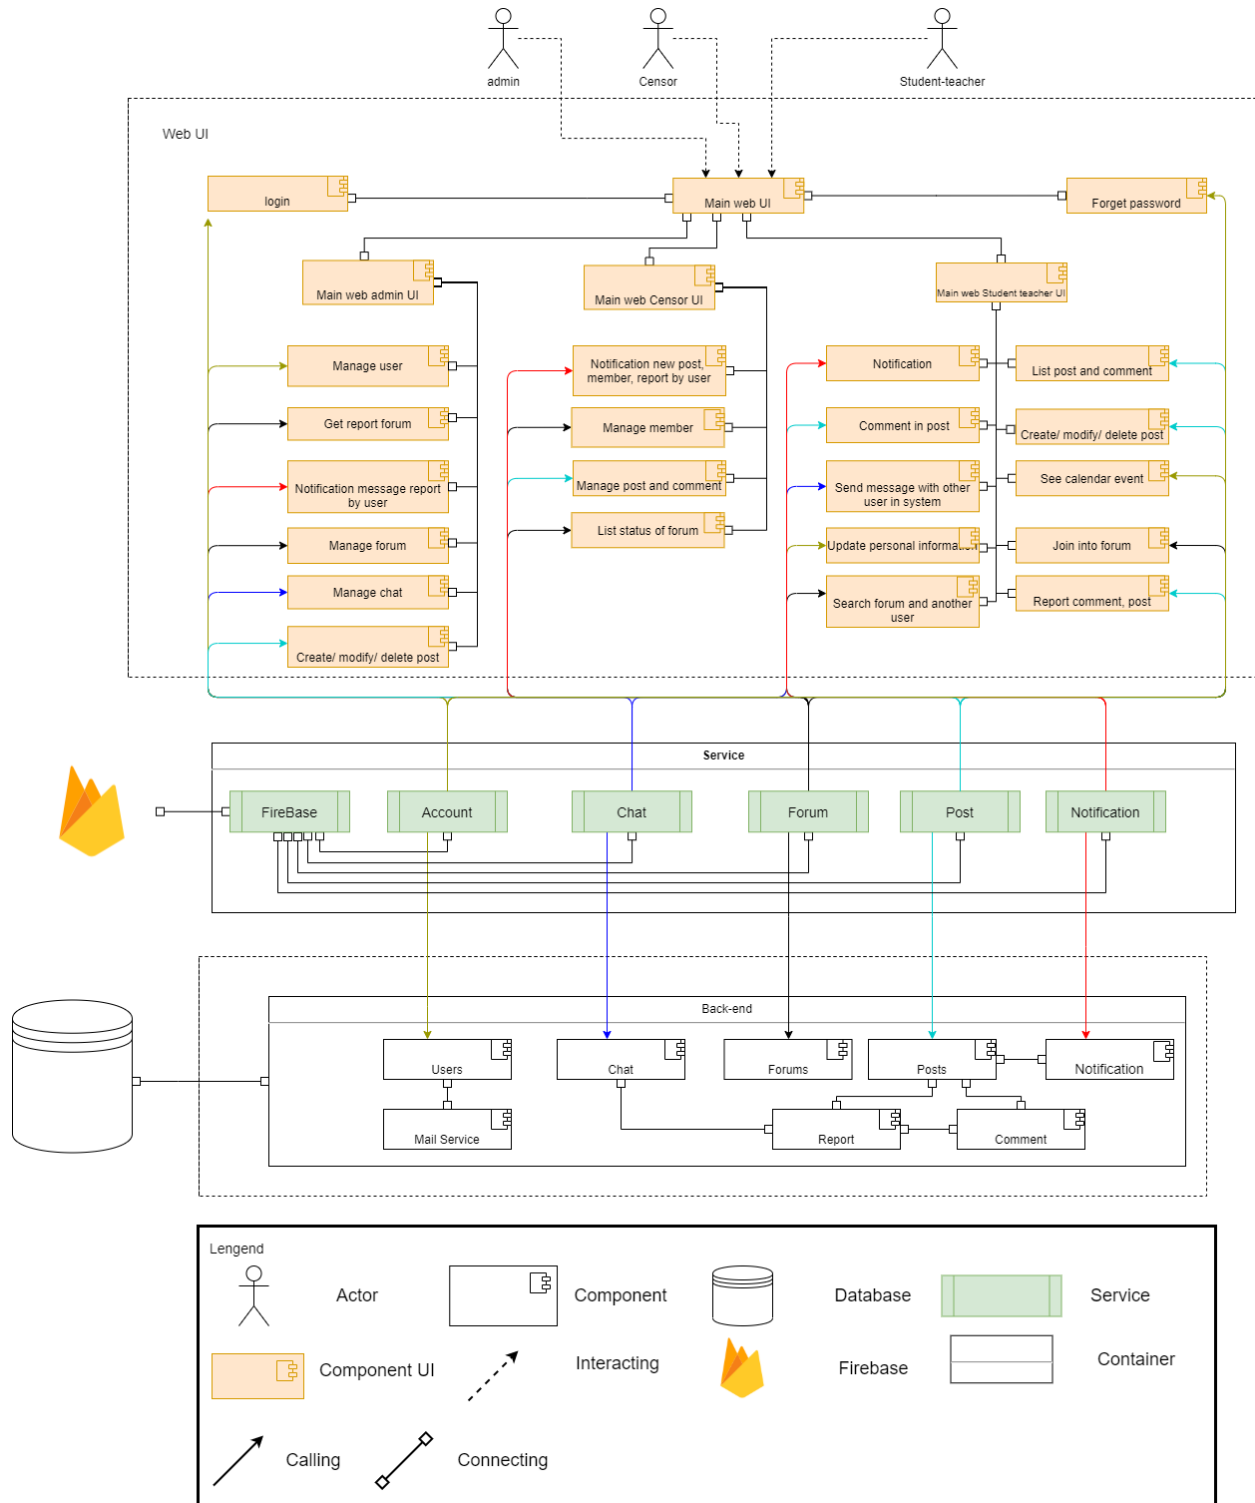 admin
Censor
Student-teacher
Web UI
login
Main web UI
Forget password
Main web admin UI
Main web Censor UI
Main web Student teacher UI
Manage user
Notification new post,
member, report by user
Notification
List post and comment
Get report forum
Manage member
Comment in post
Create/ modify/ delete post
Notification message report
by user
Manage post and comment
Send message with other
user in system
See calendar event
Manage forum
List status of forum
Update personal information
Join into forum
Manage chat
Search forum and another
user
Report comment, post
Create/ modify/ delete post
Service
FireBase
Account
Chat
Forum
Post
Notification
Back-end
Users
Chat
Forums
Posts
Notification
Mail Service
Report
Comment
Lengend
Actor
Component
Database
Service
Component UI
Interacting
Firebase
Container
Calling
Connecting